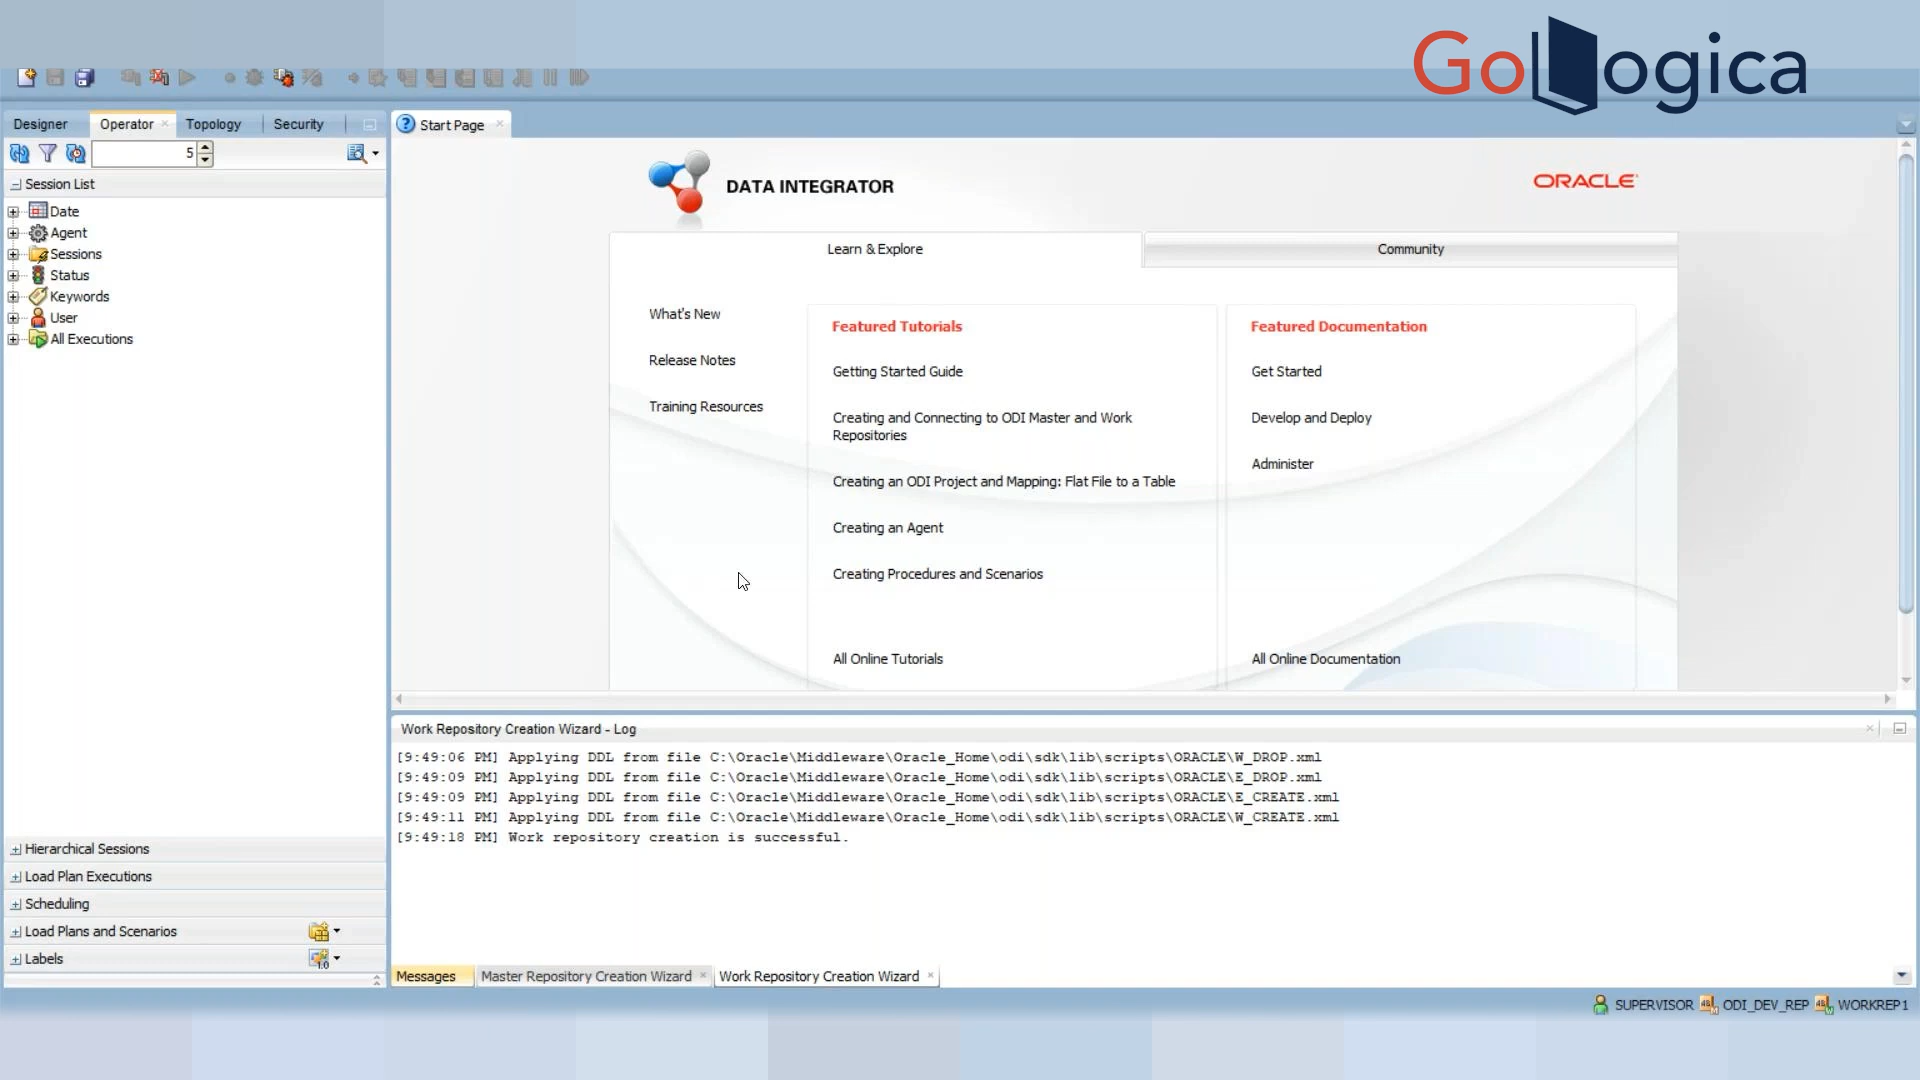 GoLogica
Designer
Operator
Topology
Security
Start Page
5
Session List
Date
Agent
Sessions
Status
Keywords
User
All Executions
Hierarchical Sessions
Load Plan Executions
Scheduling
Load Plans and Scenarios
Labels
DATA INTEGRATOR
ORACLE
Learn & Explore
Community
What's New
Release Notes
Training Resources
Featured Tutorials
Getting Started Guide
Creating and Connecting to ODI Master and Work
Repositories
Creating an ODI Project and Mapping: Flat File to a Table
Creating an Agent
Creating Procedures and Scenarios
All Online Tutorials
Featured Documentation
Get Started
Develop and Deploy
Administer
All Online Documentation
Work Repository Creation Wizard - Log
[9:49:06 PM] Applying DDL from file C:\Oracle\Middleware\Oracle_Home\odi\sdk\lib\scripts\ORACLE\W_DROP.xml
[9:49:09 PM] Applying DDL from file C:\Oracle\Middleware\Oracle_Home\odi\sdk\lib\scripts\ORACLE\E_DROP.xml
[9:49:09 PM] Applying DDL from file C:\Oracle\Middleware\Oracle_Home\odi\sdk\lib\scripts\ORACLE\E_CREATE.xml
[9:49:11 PM] Applying DDL from file C:\Oracle\Middleware\Oracle_Home\odi\sdk\lib\scripts\ORACLE\W_CREATE.xml
[9:49:18 PM] Work repository creation is successful.
Messages
Master Repository Creation Wizard
Work Repository Creation Wizard
SUPERVISOR
ODI_DEV_REP
WORKREP1